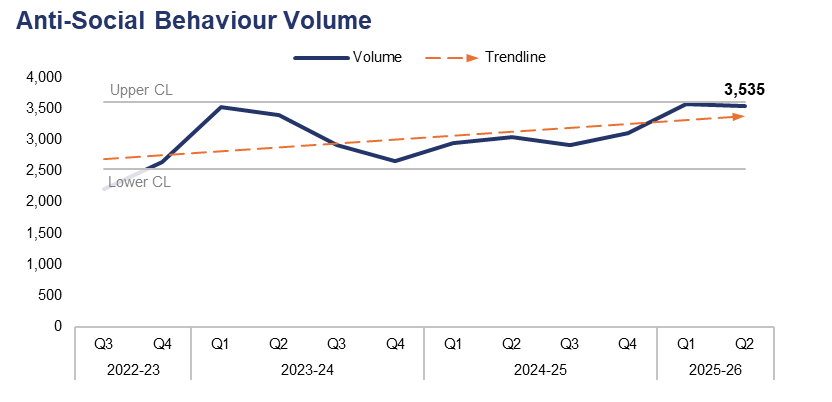 Anti-Social Behaviour Volume
Volume Trendline
4,000
Upper CL
3,535
3,500
3,000
2,500
Lower CL
2,000
1,500
1,000
500
0
Q3 Q4 Q1 Q2 Q3 Q4 Q1 Q2 Q3 Q4 Q1 Q2
2022-23 2023-24 2024-25 2025-26